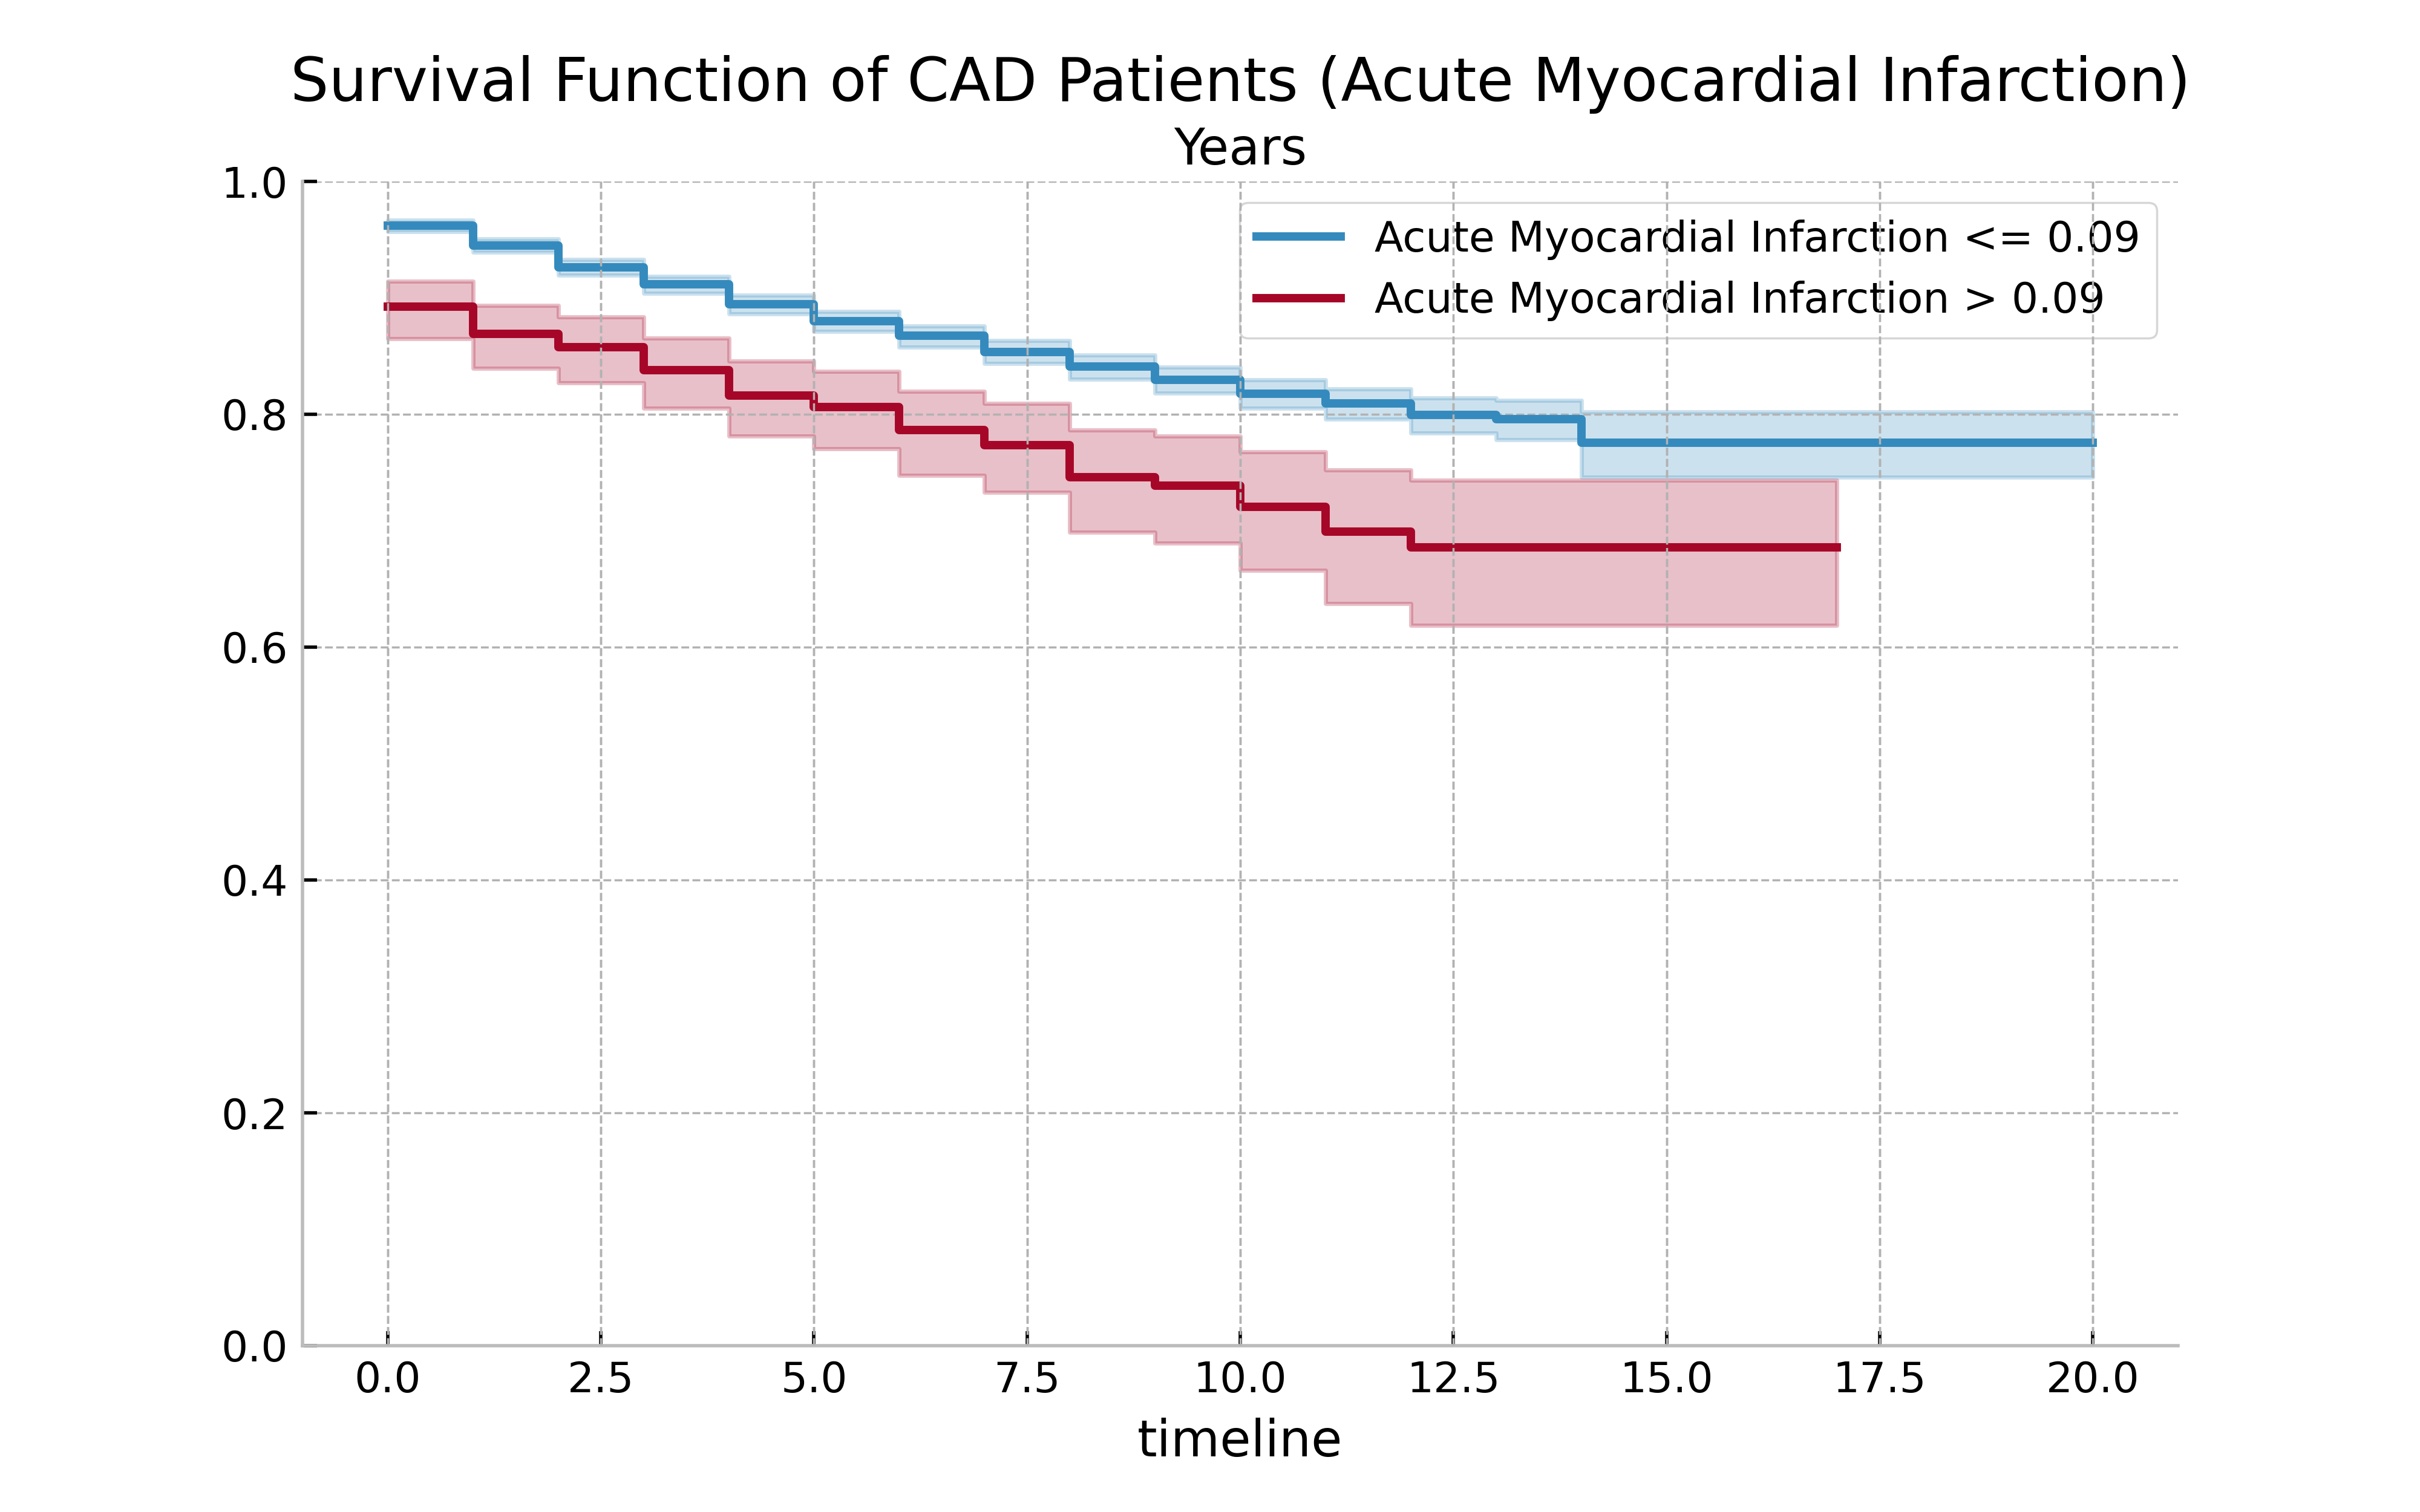 Survival Function of CAD Patients (Acute Myocardial Infarction)
Years
Acute Myocardial Infarction <= 0.09
Acute Myocardial Infarction > 0.09
1.0
0.8
0.6
0.4
0.2
0.0
0.0 2.5 5.0 7.5 10.0 12.5 15.0 17.5 20.0
timeline